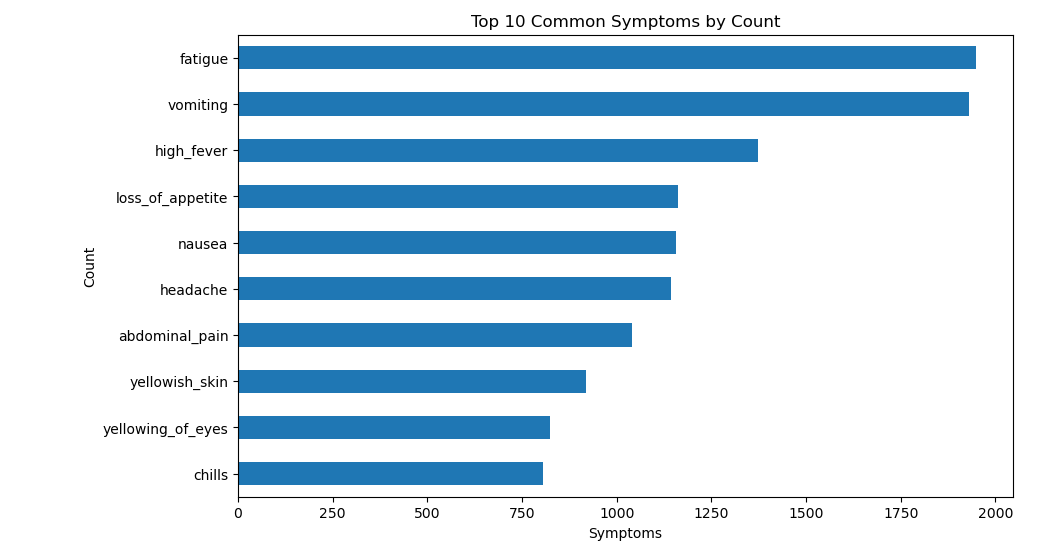 Top 10 Common Symptoms by Count
fatigue
vomiting
high_fever
loss_of_appetite
nausea
headache
abdominal_pain
yellowish_skin
yellowing_of_eyes
chills
Count
0 250 500 750 1000 1250 1500 1750 2000
Symptoms